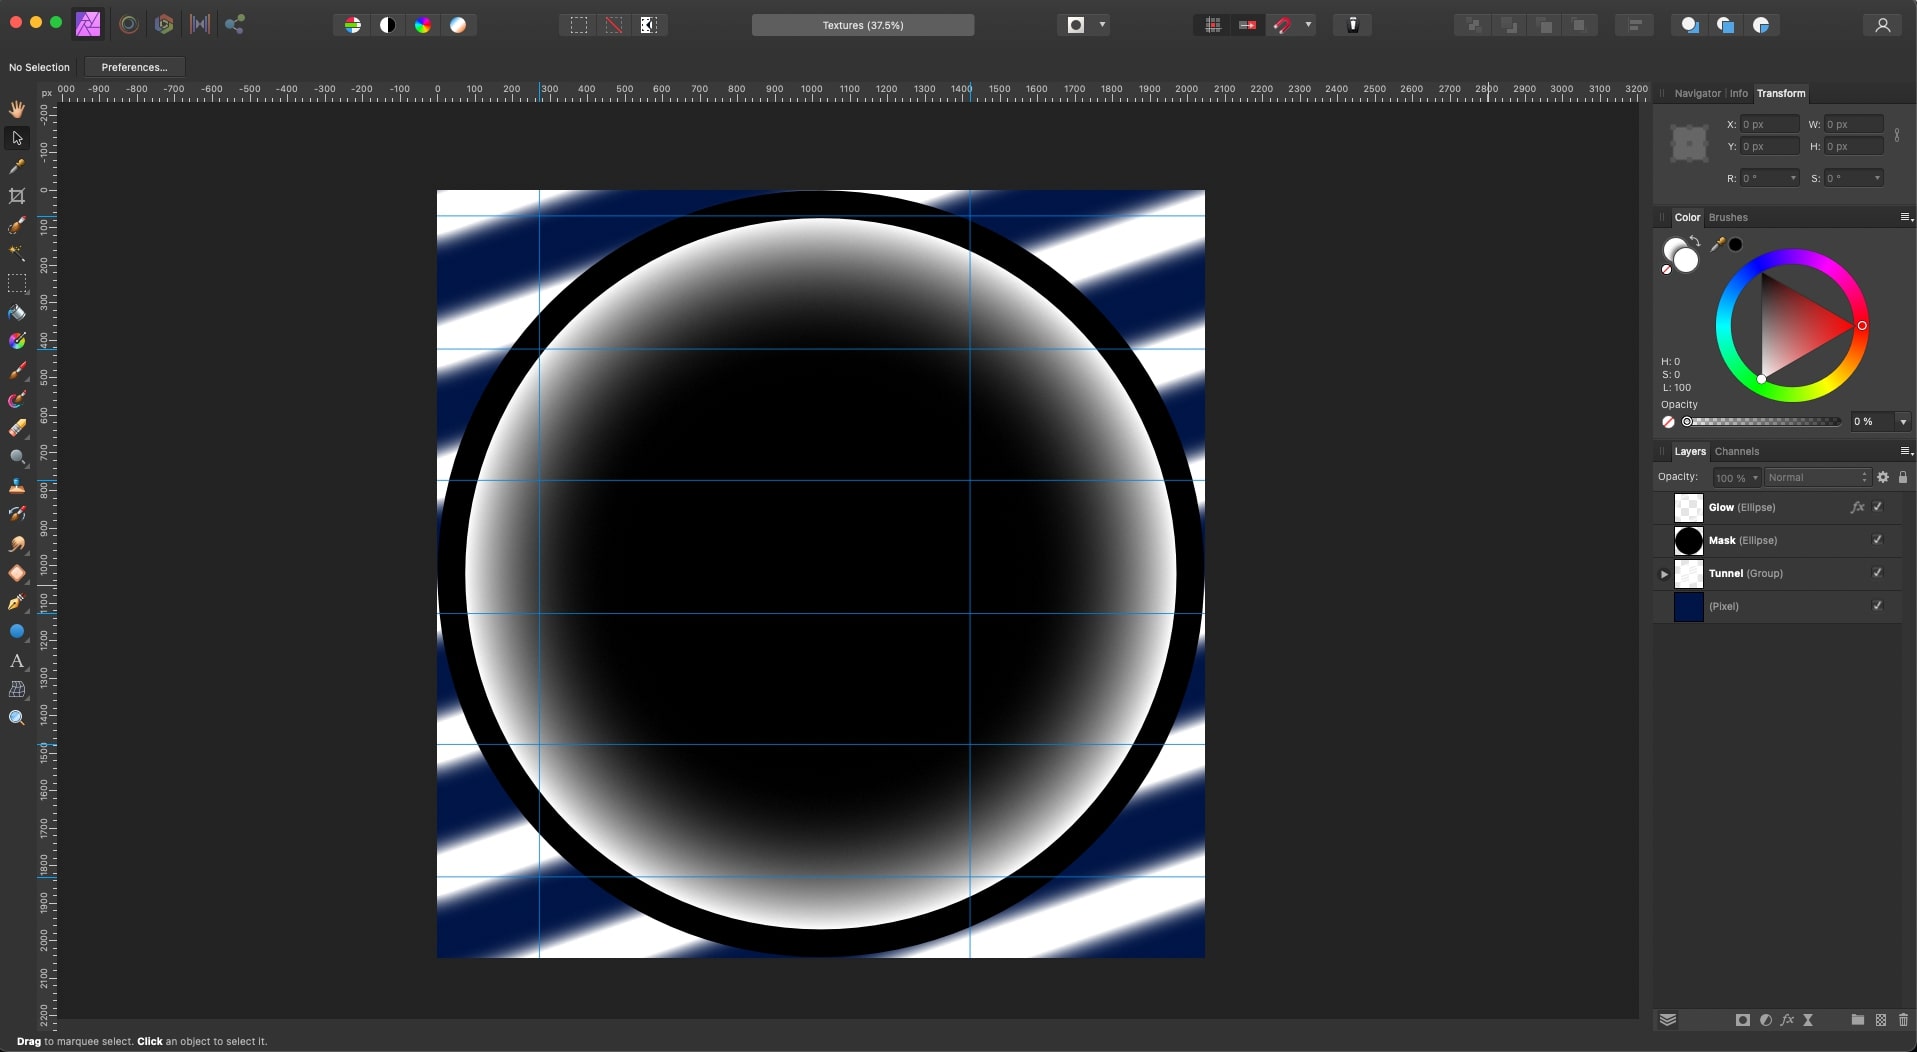 Textures (37.5%)
No Selection
Preferences...
px
000 -900 -800 -700 -600 -500 -400 -300 -200 -100 0 100 200 300 400 500 600 700 800 900 1000 1100 1200 1300 1400 1500 1600 1700 1800 1900 2000 2100 2200 2300 2400 2500 2600 2700 2800 2900 3000 3100 3200
-200
-100
0
100
200
300
400
500
600
700
800
900
1000
1100
1200
1300
1400
1500
1600
1700
1800
1900
2000
2100
2200
A
Navigator Info Transform
X: 0 px W: 0 px
Y: 0 px H: 0 px
R: 0 ° S: 0 °
Color Brushes
H: 0
S: 0
L: 100
Opacity
0 %
Layers Channels
Opacity: 100 % Normal
Glow (Ellipse) fx
Mask (Ellipse)
Tunnel (Group)
(Pixel)
fx
Drag to marquee select. Click an object to select it.